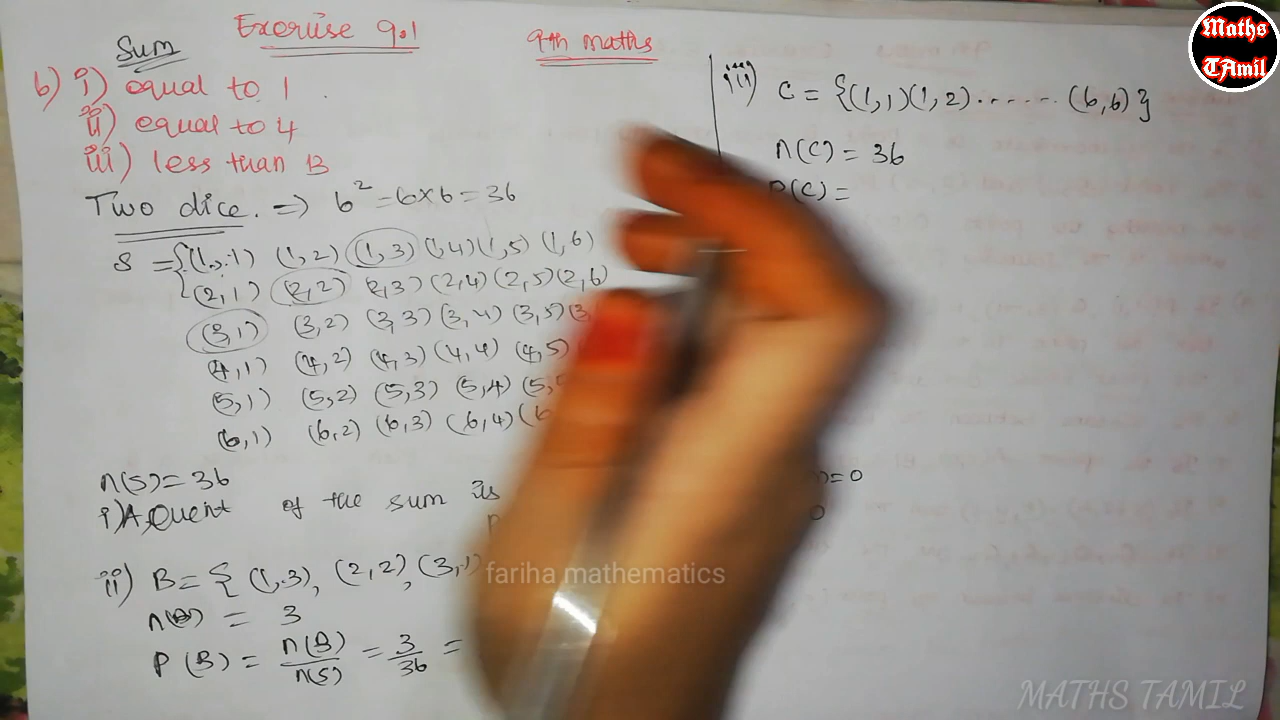 Exercise 9.1
9th maths
Maths
TAmil
Sum
6) i) equal to 1
ii) equal to 4
iii) less than 13
Two dice. => 6² = 6×6 = 36
S = {(1,1) (1,2) (1,3) (1,4) (1,5) (1,6)
(2,1) (2,2) (2,3) (2,4) (2,5) (2,6)
(3,1) (3,2) (3,3) (3,4) (3,5) (3,
(4,1) (4,2) (4,3) (4,4) (4,5)
(5,1) (5,2) (5,3) (5,4) (5,
(6,1) (6,2) (6,3) (6,4) (6
n(S) = 36
i) A, of the sum is
=0
0
ii) B = { (1,3), (2,2), (3,1)
n(B) = 3
P(B) = n(B)/n(S) = 3/36 =
iii) C = {(1,1)(1,2)......(6,6)}
n(C) = 36
P(C) =
fariha mathematics
MATHS TAMIL